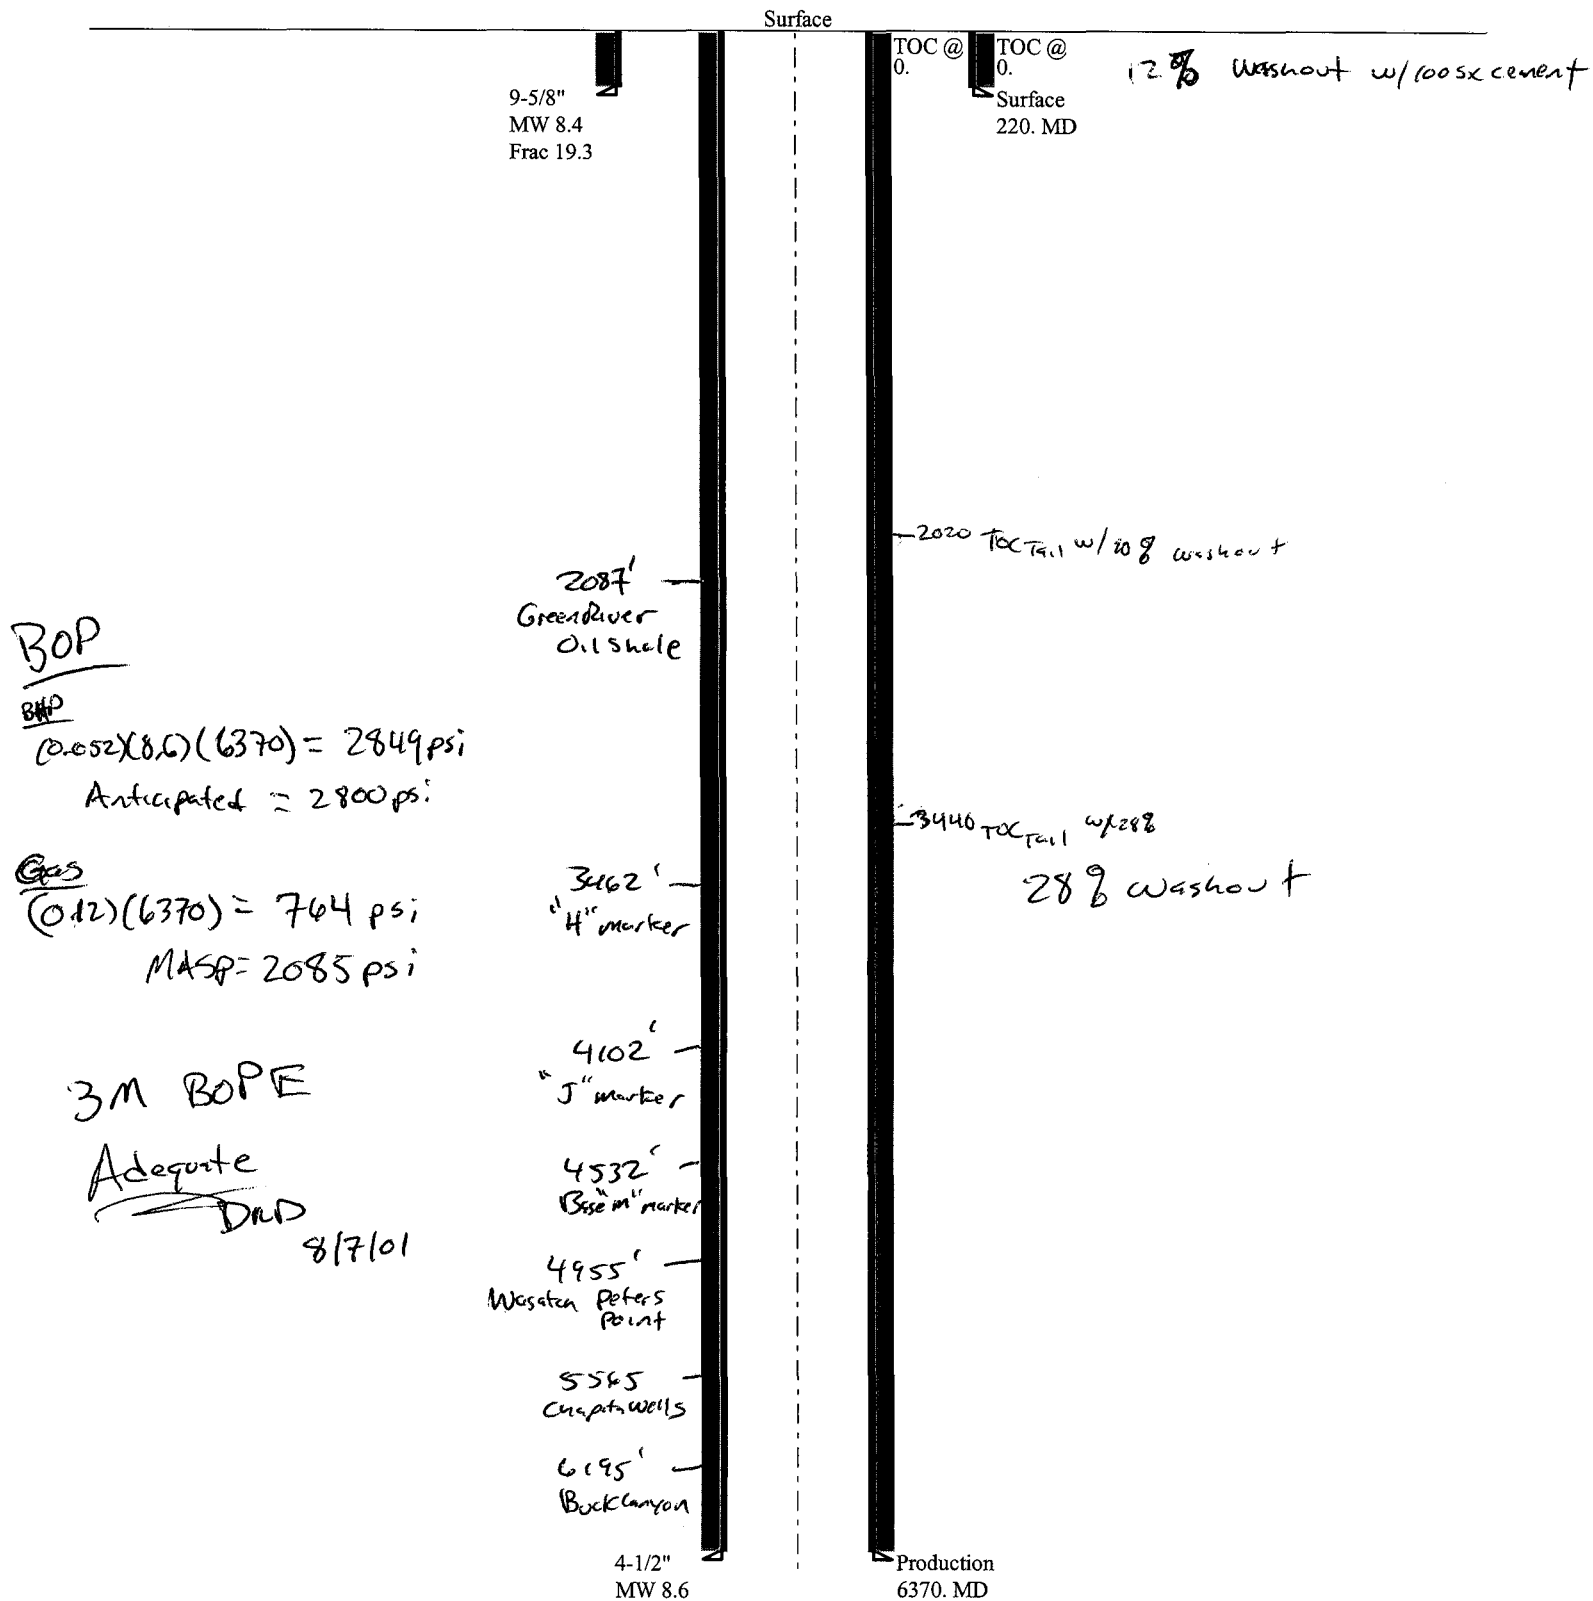 Surface
TOC @
0.
TOC @
0.
12% washout w/100sx cement
9-5/8"
MW 8.4
Frac 19.3
Surface
220. MD
2020 TOC Tail w/20% washout
2087'
Green River
Oil Shale
BOP
BHP
(0.052)(8.6)(6370) = 2849 psi
Anticipated = 2800 psi
3440 TOC Tail w/28%
28% washout
Gas
(0.12)(6370) = 764 psi
MASP = 2085 psi
3462'
"H" marker
4102'
"J" marker
3M BOPE
Adequate
8/7/01
4532'
Base "m" marker
4955'
Wasatch Peters
Point
5565
Chapita Wells
6195'
Buck Canyon
4-1/2"
MW 8.6
Production
6370. MD